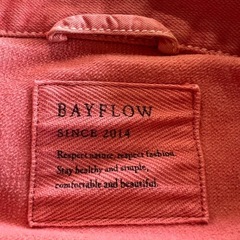 BAYFLOW
SINCE 2014
Respect nature, respect fashion.
Stay healthy and simple,
comfortable and beautiful.